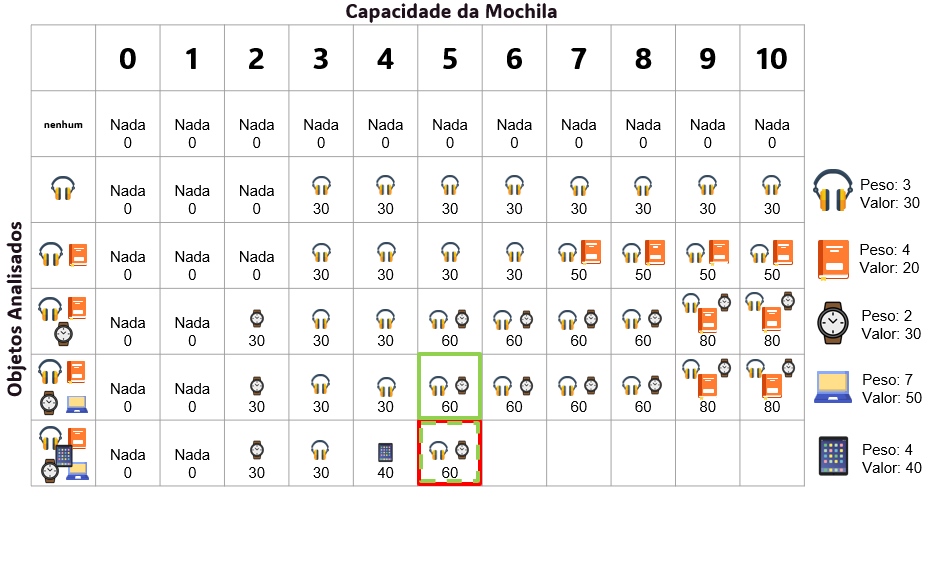 Capacidade da Mochila
0 1 2 3 4 5 6 7 8 9 10
Objetos Analisados
nenhum
Nada Nada Nada Nada Nada Nada Nada Nada Nada Nada Nada
0 0 0 0 0 0 0 0 0 0 0
Nada Nada Nada
0 0 0 30 30 30 30 30 30 30 30
Peso: 3
Valor: 30
Nada Nada Nada
0 0 0 30 30 30 30 50 50 50 50
Peso: 4
Valor: 20
Nada Nada
0 0 30 30 30 60 60 60 60 80 80
Peso: 2
Valor: 30
Nada Nada
0 0 30 30 30 60 60 60 60 80 80
Peso: 7
Valor: 50
Nada Nada
0 0 30 30 40 60
Peso: 4
Valor: 40